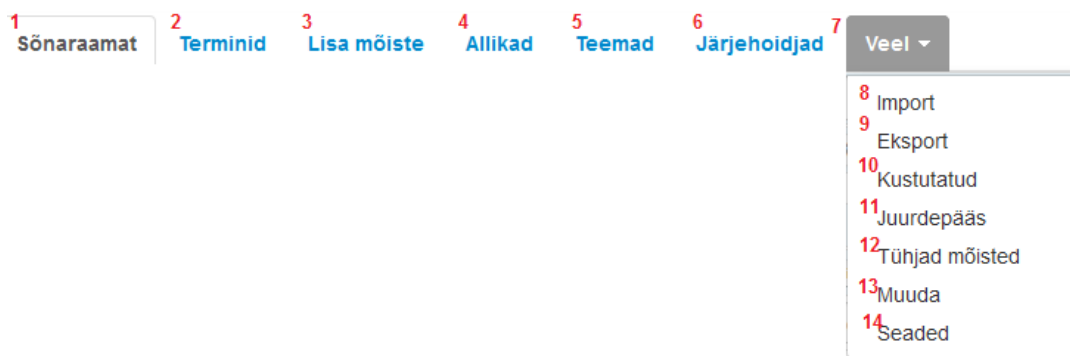 1 Sõnaraamat 2 Terminid 3 Lisa mõiste 4 Allikad 5 Teemad 6 Järjehoidjad 7 Veel
8 Import
9 Eksport
10 Kustutatud
11 Juurdepääs
12 Tühjad mõisted
13 Muuda
14 Seaded